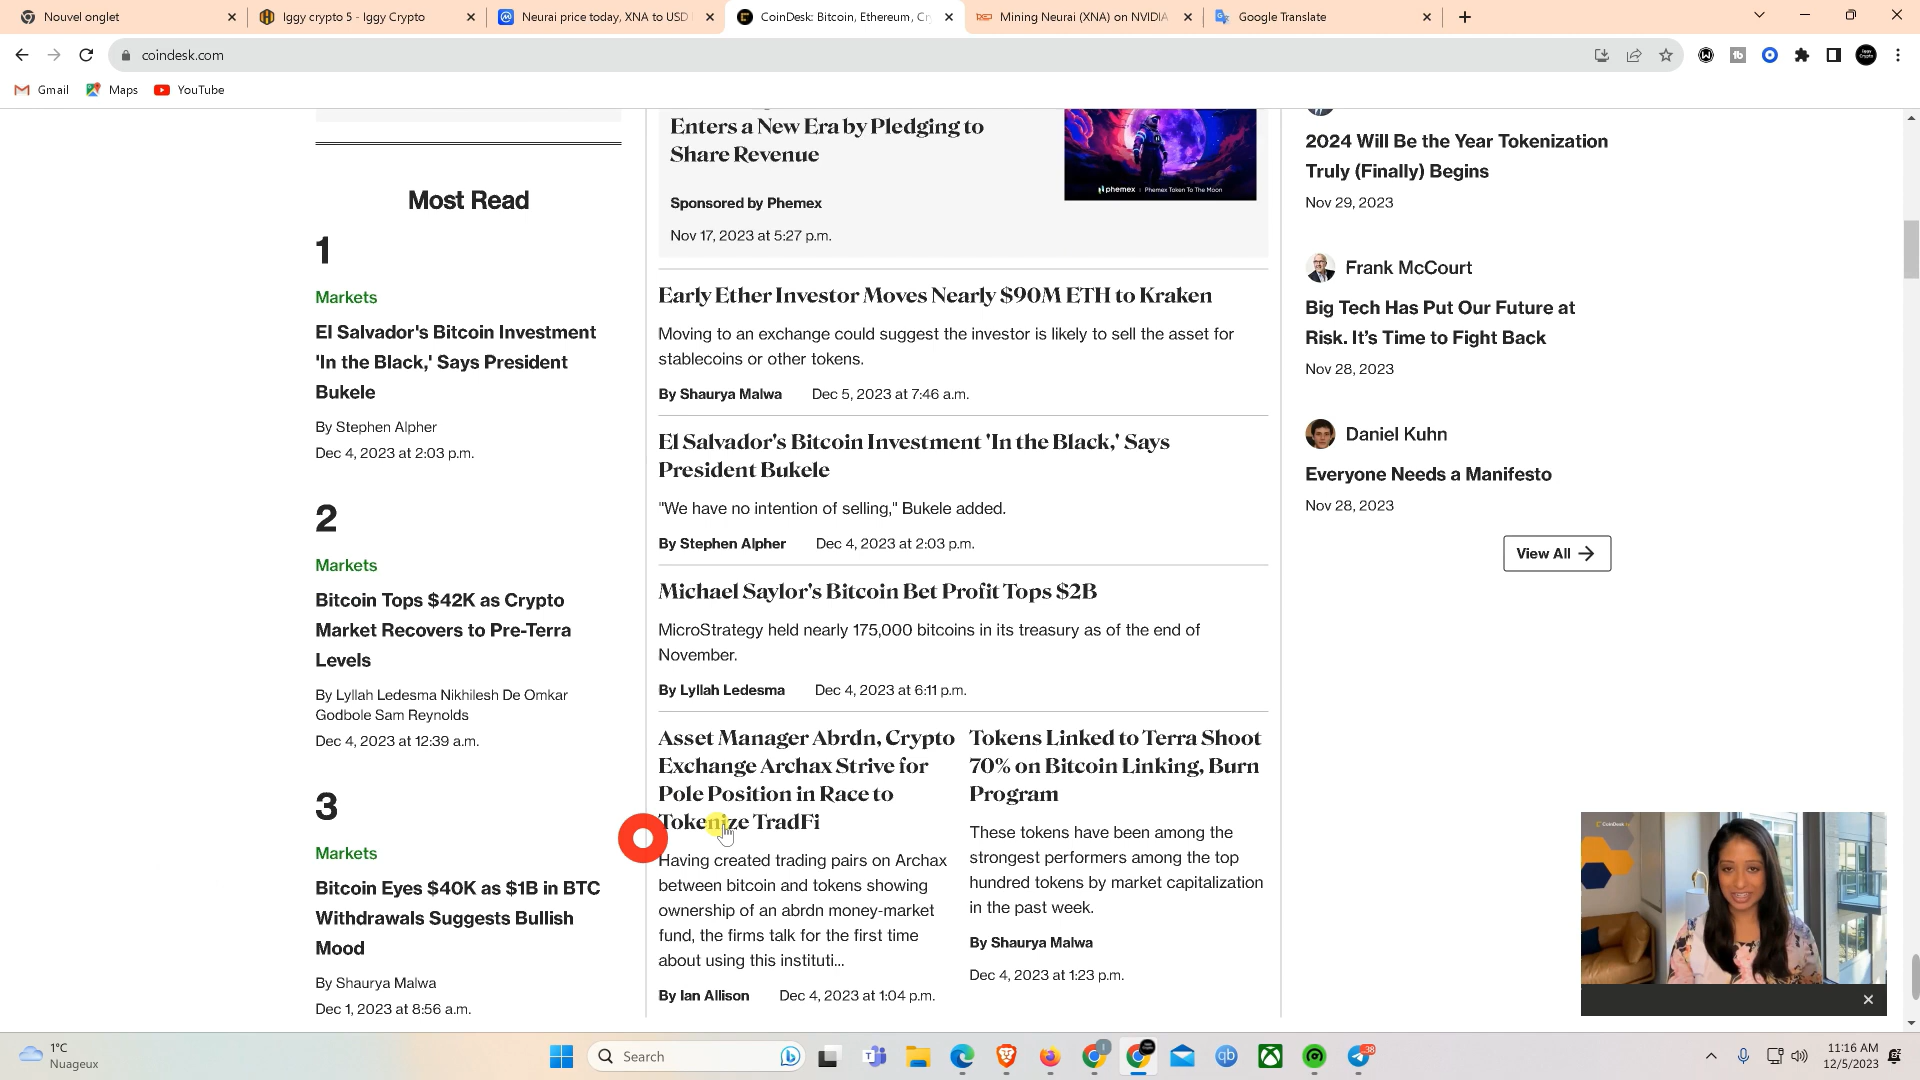 Nouvel onglet
Iggy crypto 5 - Iggy Crypto
Neurai price today, XNA to USD
CoinDesk: Bitcoin, Ethereum, Cr
Mining Neurai (XNA) on NVIDIA
Google Translate
coindesk.com
Gmail
Maps
YouTube
Most Read
1
Markets
El Salvador's Bitcoin Investment
'In the Black,' Says President
Bukele
By Stephen Alpher
Dec 4, 2023 at 2:03 p.m.
2
Markets
Bitcoin Tops $42K as Crypto
Market Recovers to Pre-Terra
Levels
By Lyllah Ledesma Nikhilesh De Omkar
Godbole Sam Reynolds
Dec 4, 2023 at 12:39 a.m.
3
Markets
Bitcoin Eyes $40K as $1B in BTC
Withdrawals Suggests Bullish
Mood
By Shaurya Malwa
Dec 1, 2023 at 8:56 a.m.
Enters a New Era by Pledging to
Share Revenue
Sponsored by Phemex
Nov 17, 2023 at 5:27 p.m.
phemex | Phemex Token To The Moon
Early Ether Investor Moves Nearly $90M ETH to Kraken
Moving to an exchange could suggest the investor is likely to sell the asset for
stablecoins or other tokens.
By Shaurya Malwa Dec 5, 2023 at 7:46 a.m.
El Salvador's Bitcoin Investment 'In the Black,' Says
President Bukele
"We have no intention of selling," Bukele added.
By Stephen Alpher Dec 4, 2023 at 2:03 p.m.
Michael Saylor's Bitcoin Bet Profit Tops $2B
MicroStrategy held nearly 175,000 bitcoins in its treasury as of the end of
November.
By Lyllah Ledesma Dec 4, 2023 at 6:11 p.m.
Asset Manager Abrdn, Crypto
Exchange Archax Strive for
Pole Position in Race to
Tokenize TradFi
Having created trading pairs on Archax
between bitcoin and tokens showing
ownership of an abrdn money-market
fund, the firms talk for the first time
about using this instituti...
By Ian Allison Dec 4, 2023 at 1:04 p.m.
Tokens Linked to Terra Shoot
70% on Bitcoin Linking, Burn
Program
These tokens have been among the
strongest performers among the top
hundred tokens by market capitalization
in the past week.
By Shaurya Malwa
Dec 4, 2023 at 1:23 p.m.
2024 Will Be the Year Tokenization
Truly (Finally) Begins
Nov 29, 2023
Frank McCourt
Big Tech Has Put Our Future at
Risk. It's Time to Fight Back
Nov 28, 2023
Daniel Kuhn
Everyone Needs a Manifesto
Nov 28, 2023
View All
1°C
Nuageux
Search
38
11:16 AM
12/5/2023